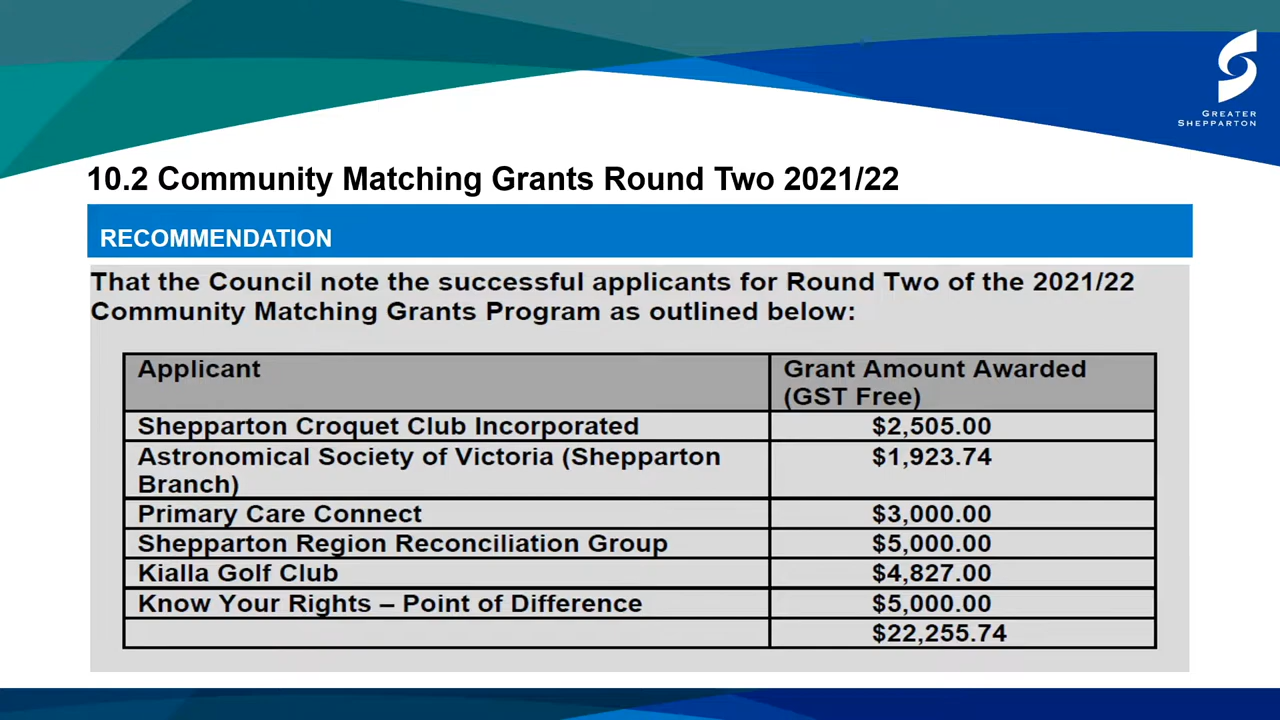 GREATER
SHEPPARTON
10.2 Community Matching Grants Round Two 2021/22
RECOMMENDATION
That the Council note the successful applicants for Round Two of the 2021/22
Community Matching Grants Program as outlined below:
Applicant
Grant Amount Awarded
(GST Free)
Shepparton Croquet Club Incorporated
$2,505.00
Astronomical Society of Victoria (Shepparton
Branch)
$1,923.74
Primary Care Connect
$3,000.00
Shepparton Region Reconciliation Group
$5,000.00
Kialla Golf Club
$4,827.00
Know Your Rights – Point of Difference
$5,000.00
$22,255.74